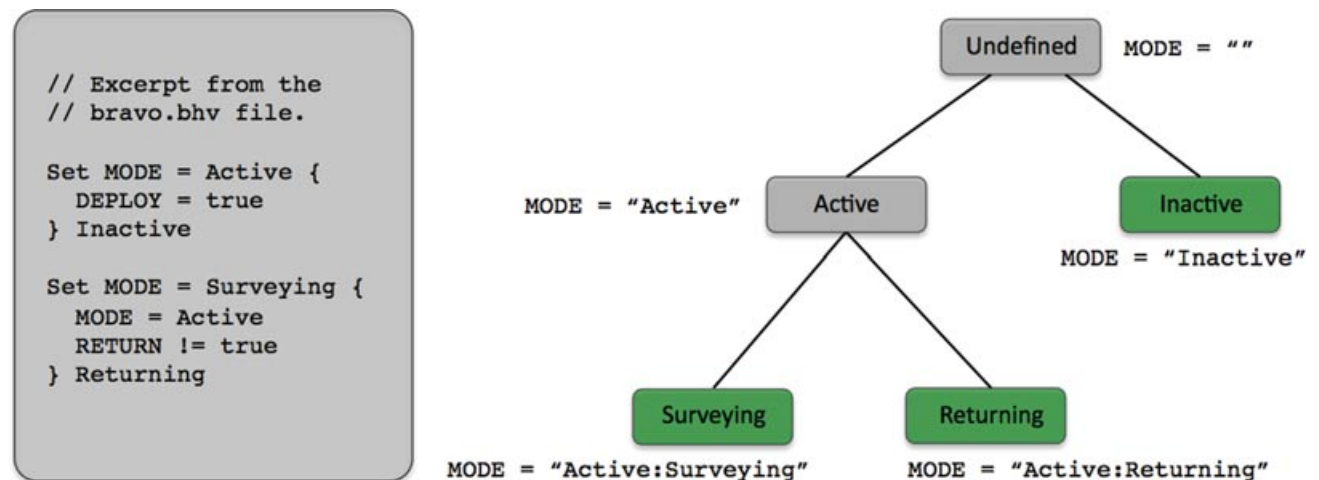 // Excerpt from the
// bravo.bhv file.
Set MODE = Active {
DEPLOY = true
} Inactive
Set MODE = Surveying {
MODE = Active
RETURN != true
} Returning
Undefined
MODE = “”
MODE = “Active”
Active
Inactive
MODE = “Inactive”
Surveying
Returning
MODE = “Active:Surveying”
MODE = “Active:Returning”